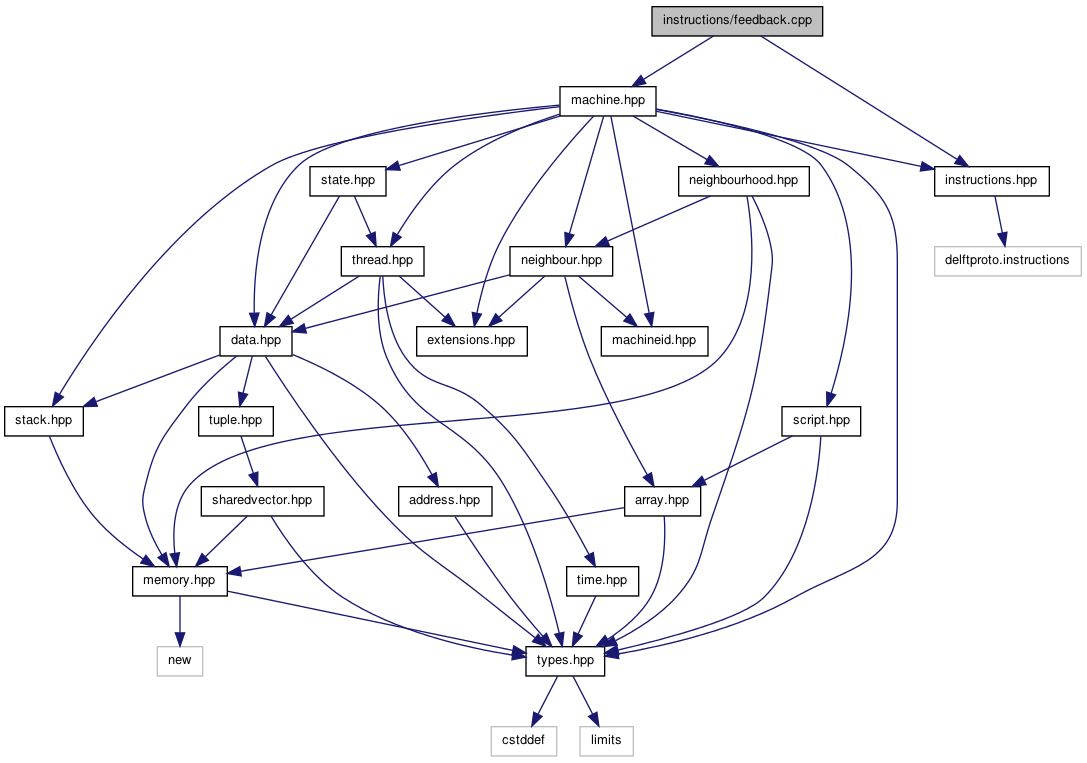 instructions/feedback.cpp
machine.hpp
state.hpp
neighbourhood.hpp
instructions.hpp
thread.hpp
neighbour.hpp
delftproto.instructions
data.hpp
extensions.hpp
machineid.hpp
stack.hpp
tuple.hpp
script.hpp
sharedvector.hpp
address.hpp
array.hpp
memory.hpp
time.hpp
new
types.hpp
cstddef
limits